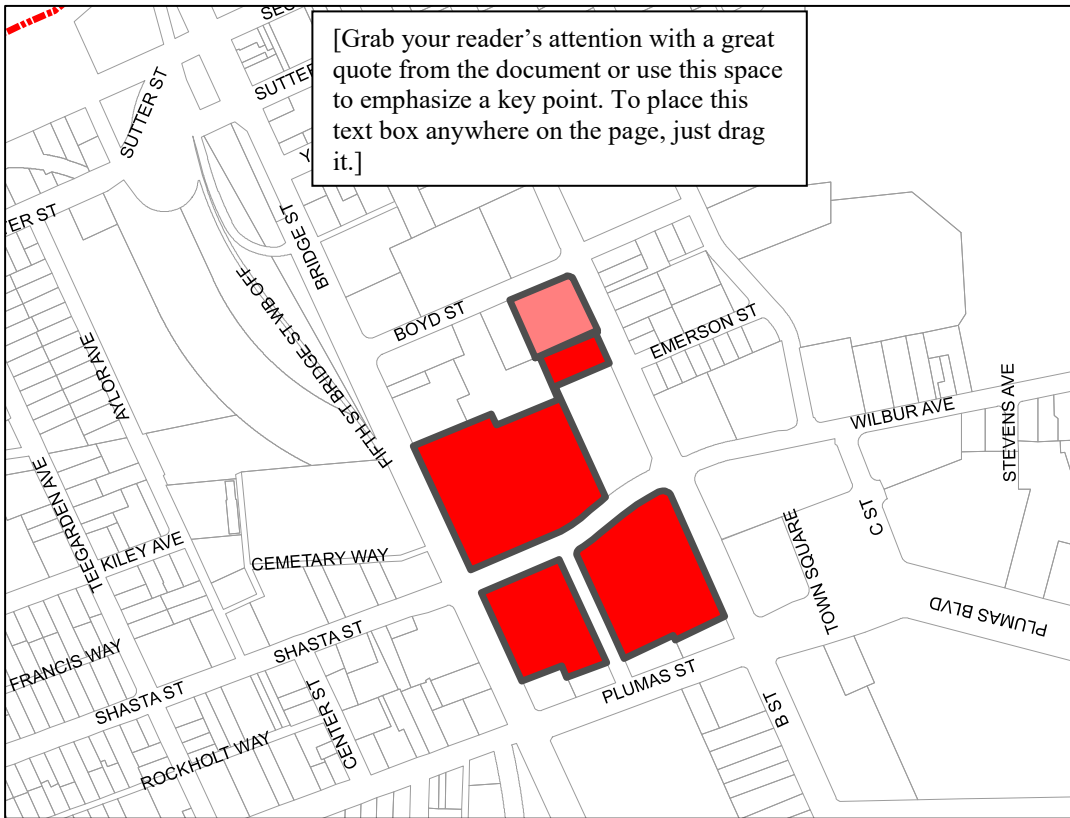 SEC
SUTTER
Y
SUTTER ST
[Grab your reader’s attention with a great
quote from the document or use this space
to emphasize a key point. To place this
text box anywhere on the page, just drag
it.]
TER ST
BRIDGE ST
FIFTH ST BRIDGE ST WB OFF
BOYD ST
EMERSON ST
AYLOR AVE
WILBUR AVE
STEVENS AVE
TEEGARDEN AVE
KILEY AVE
CEMETARY WAY
C ST
TOWN SQUARE
PLUMAS BLVD
FRANCIS WAY
SHASTA ST
SHASTA ST
PLUMAS ST
CENTER ST
B ST
ROCKHOLT WAY